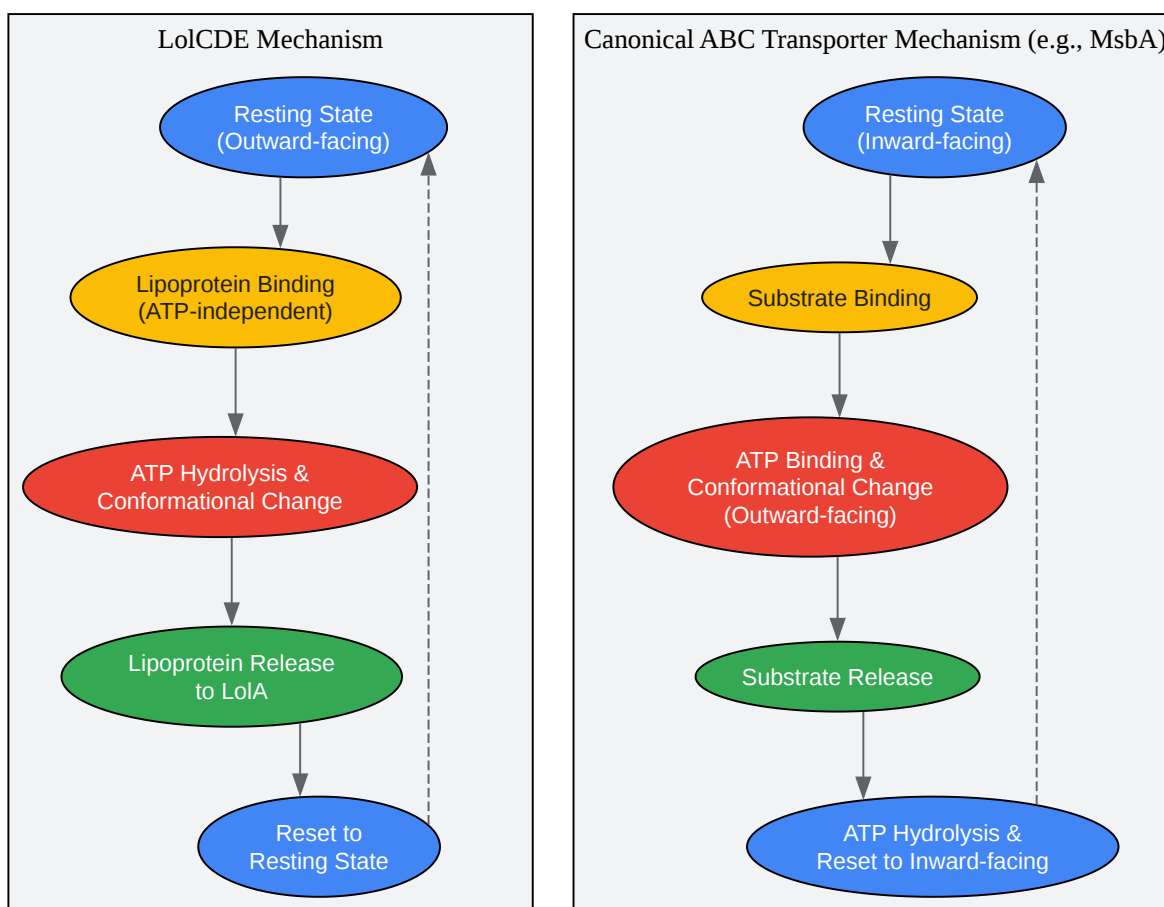 LolCDE Mechanism
Resting State
(Outward-facing)
Lipoprotein Binding
(ATP-independent)
ATP Hydrolysis &
Conformational Change
Lipoprotein Release
to LolA
Reset to
Resting State
Canonical ABC Transporter Mechanism (e.g., MsbA)
Resting State
(Inward-facing)
Substrate Binding
ATP Binding &
Conformational Change
(Outward-facing)
Substrate Release
ATP Hydrolysis &
Reset to Inward-facing